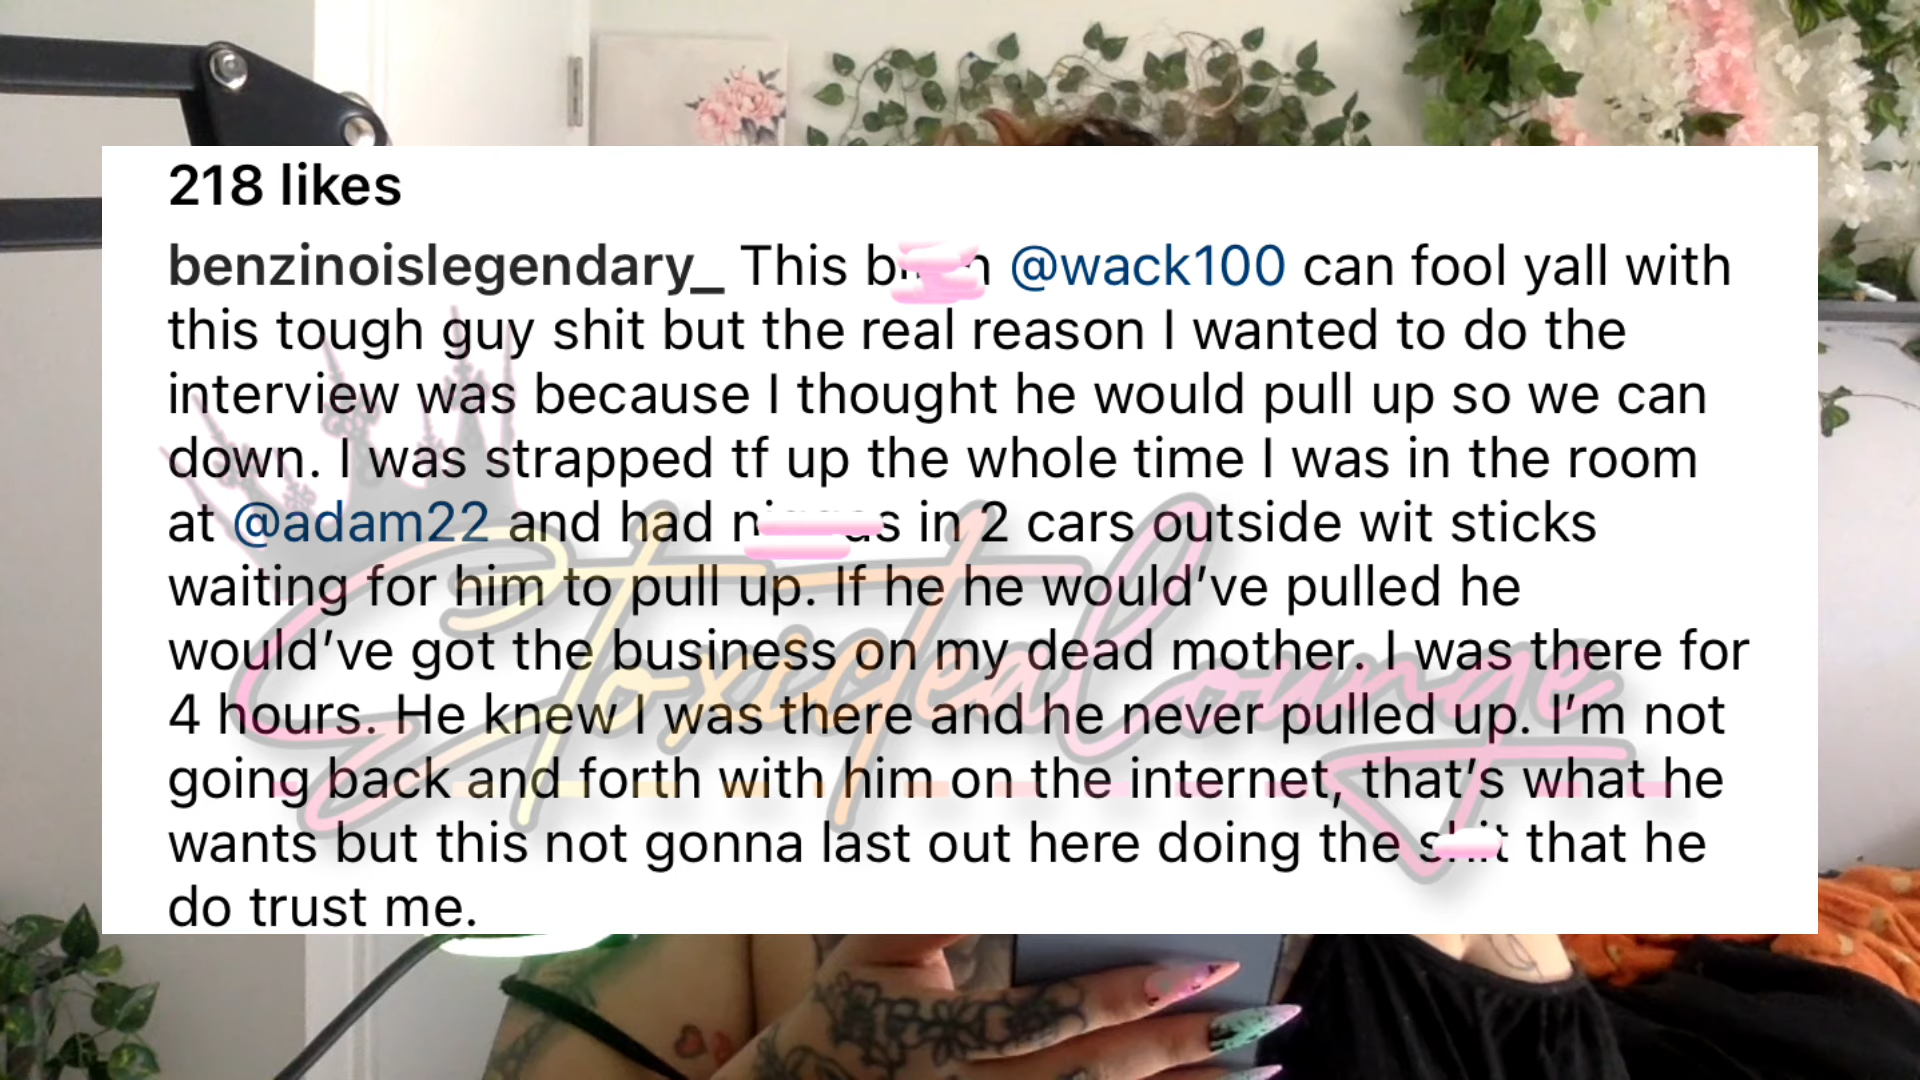 218 likes
benzinoislegendary_ This @wack100 can fool yall with
this tough guy shit but the real reason I wanted to do the
interview was because I thought he would pull up so we can
down. I was strapped tf up the whole time I was in the room
at @adam22 and had in 2 cars outside wit sticks
waiting for him to pull up. If he he would’ve pulled he
would’ve got the business on my dead mother. I was there for
4 hours. He knew I was there and he never pulled up. I’m not
going back and forth with him on the internet, that’s what he
wants but this not gonna last out here doing the that he
do trust me.
EtoxicteaLounge